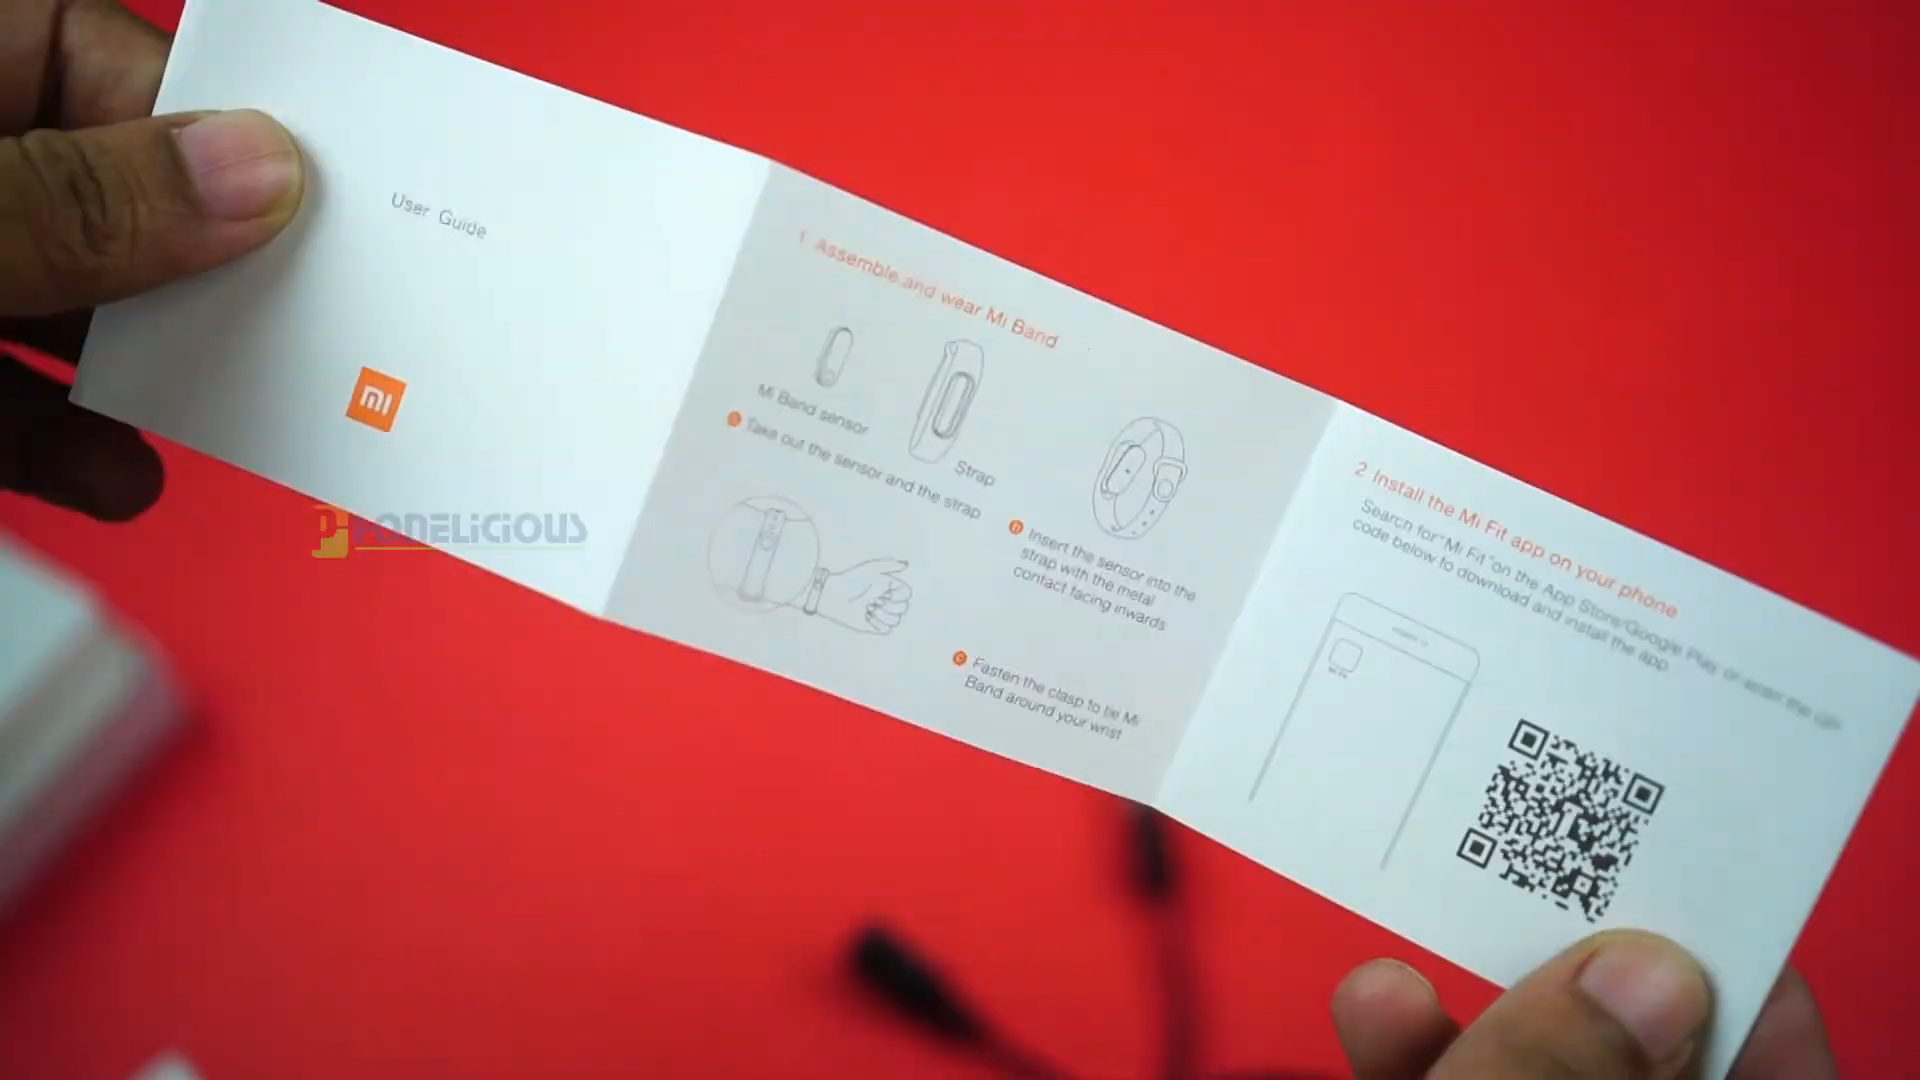 User Guide
mi
FONELiCiOUS
1 Assemble and wear Mi Band
Mi Band sensor
Strap
a Take out the sensor and the strap
b Insert the sensor into the
strap with the metal
contact facing inwards
c Fasten the clasp to tie Mi
Band around your wrist
2 Install the Mi Fit app on your phone
Search for "Mi Fit" on the App Store/Google Play or scan the QR
code below to download and install the app.